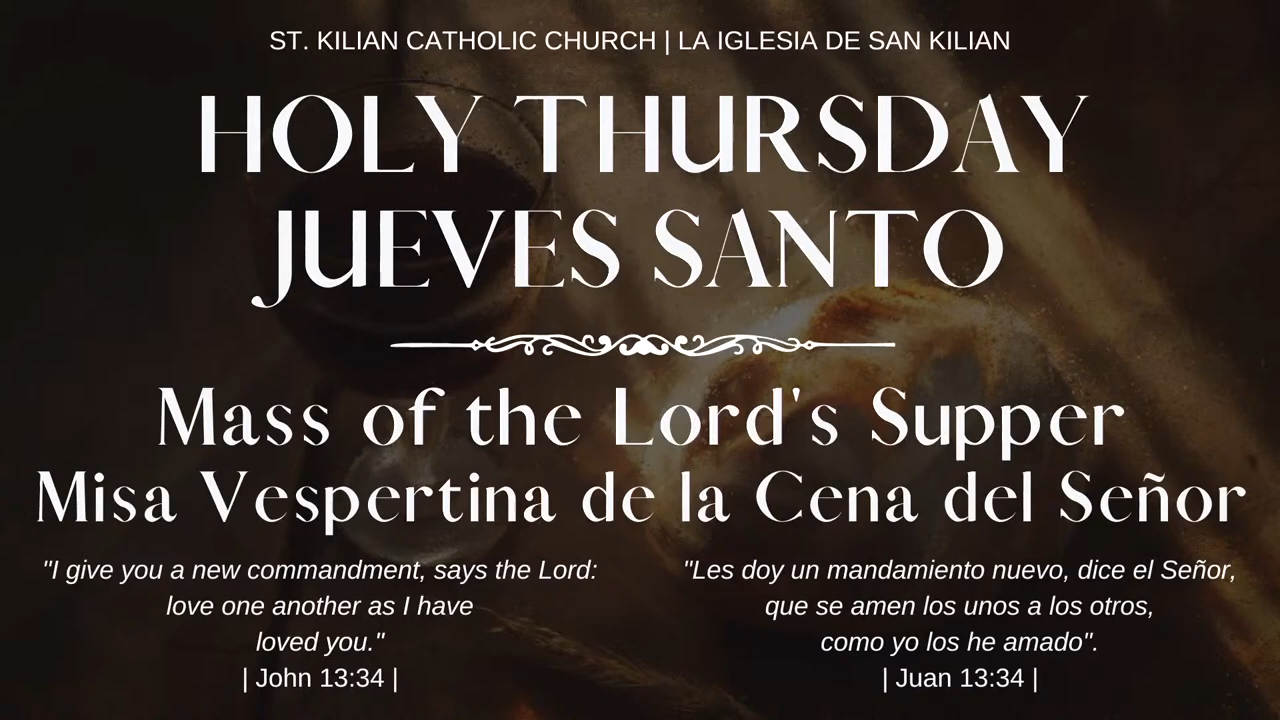 ST. KILIAN CATHOLIC CHURCH | LA IGLESIA DE SAN KILIAN
HOLY THURSDAY
JUEVES SANTO
Mass of the Lord's Supper
Misa Vespertina de la Cena del Señor
"I give you a new commandment, says the Lord:
love one another as I have
loved you."
| John 13:34 |
"Les doy un mandamiento nuevo, dice el Señor,
que se amen los unos a los otros,
como yo los he amado".
| Juan 13:34 |